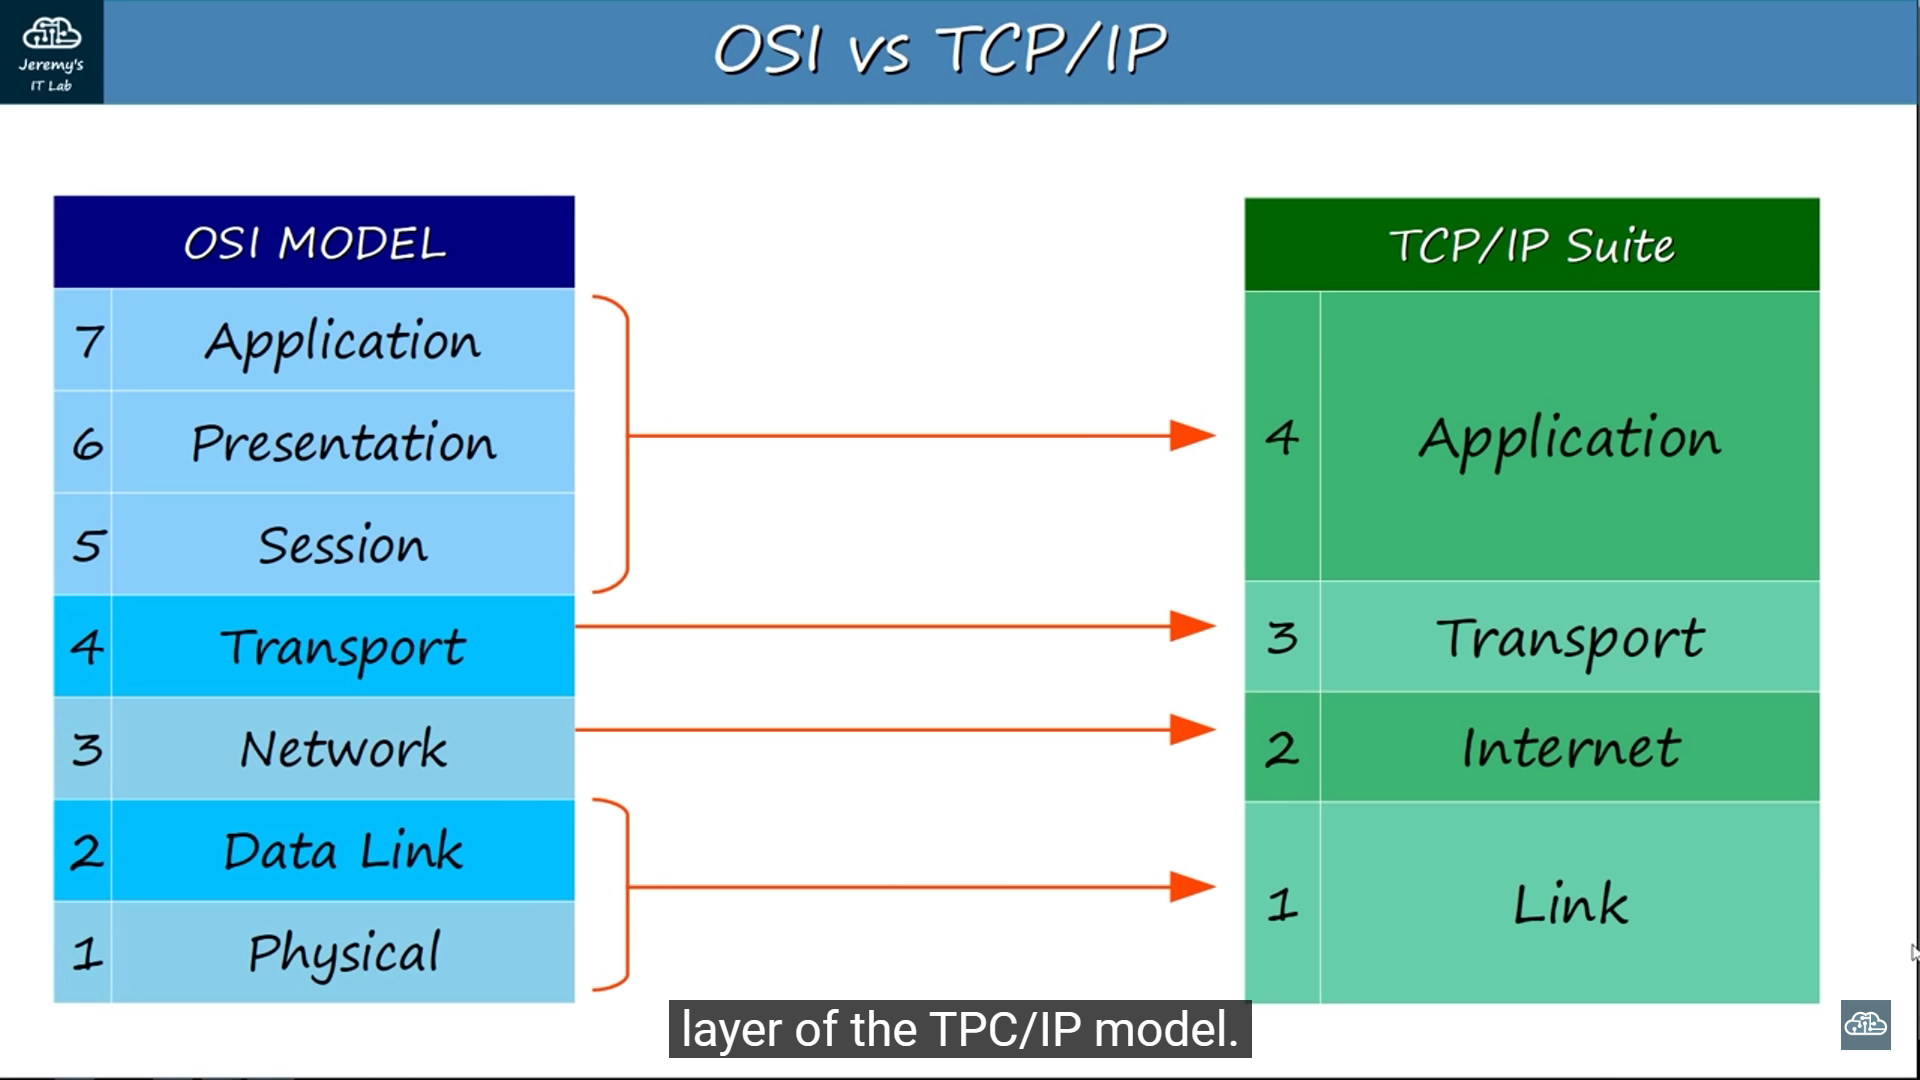 Jeremy's
IT Lab
OSI vs TCP/IP
OSI MODEL
7 Application
6 Presentation
5 Session
4 Transport
3 Network
2 Data Link
1 Physical
TCP/IP Suite
4 Application
3 Transport
2 Internet
1 Link
layer of the TPC/IP model.